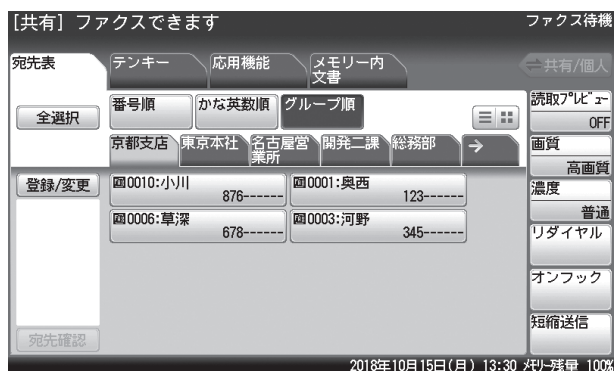 [共有] ファクスできます
ファクス待機
宛先表
テンキー
応用機能
メモリー内
文書
共有/個人
全選択
番号順
かな英数順
グループ順
読取プレビュー
OFF
京都支店
東京本社
名古屋営
業所
開発二課
総務部
画質
高画質
登録/変更
0010:小川
876------
0001:奥西
123------
濃度
普通
0006:草深
678------
0003:河野
345------
リダイヤル
オンフック
短縮送信
宛先確認
2018年10月15日(月) 13:30 メモリー残量 100%